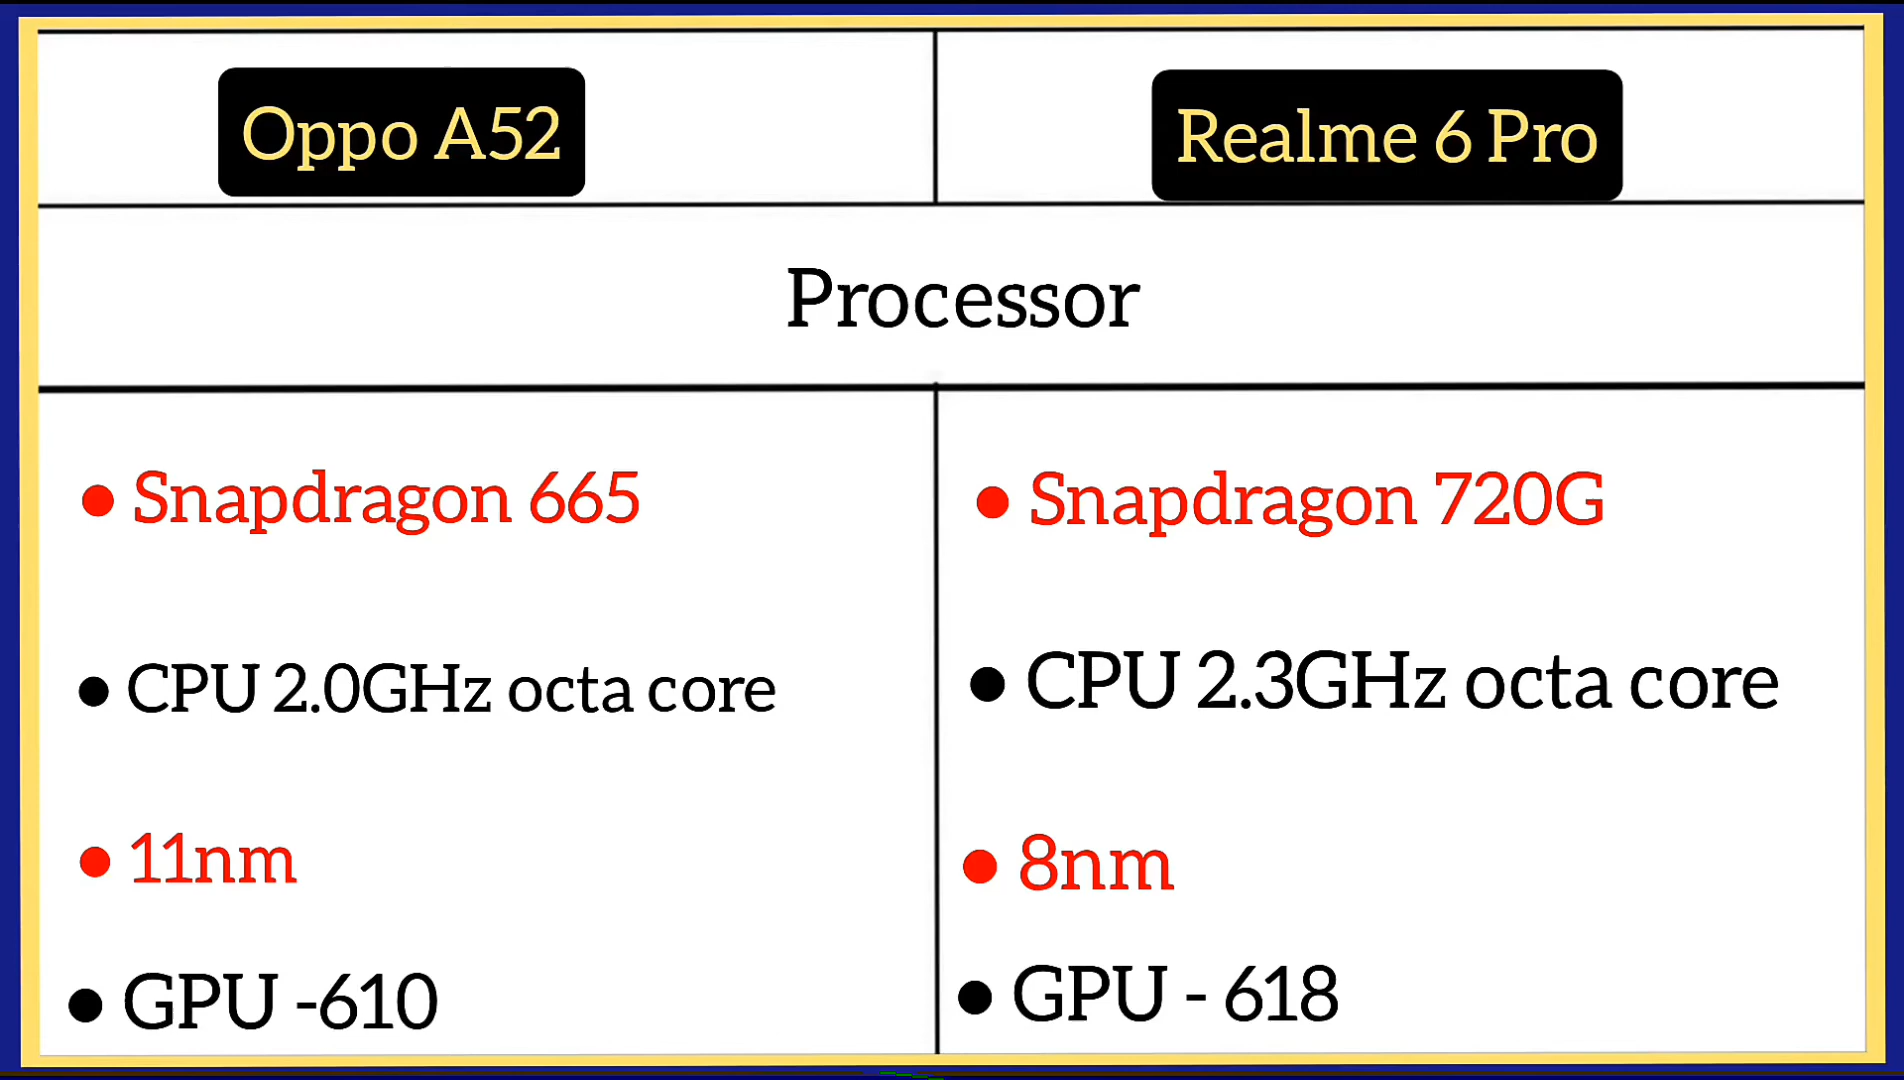 Oppo A52
Realme 6 Pro
Processor
• Snapdragon 665
• Snapdragon 720G
• CPU 2.0GHz octa core
• CPU 2.3GHz octa core
• 11nm
• 8nm
• GPU -610
• GPU - 618